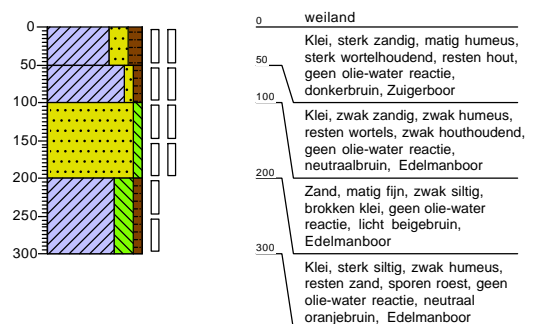 0
50
100
150
200
250
300
0 weiland
Klei, sterk zandig, matig humeus,
sterk wortelhoudend, resten hout,
geen olie-water reactie,
donkerbruin, Zuigerboor
50
Klei, zwak zandig, zwak humeus,
resten wortels, zwak houthoudend,
geen olie-water reactie,
neutraalbruin, Edelmanboor
100
Zand, matig fijn, zwak siltig,
brokken klei, geen olie-water
reactie, licht beigebruin,
Edelmanboor
200
Klei, sterk siltig, zwak humeus,
resten zand, sporen roest, geen
olie-water reactie, neutraal
oranjebruin, Edelmanboor
300